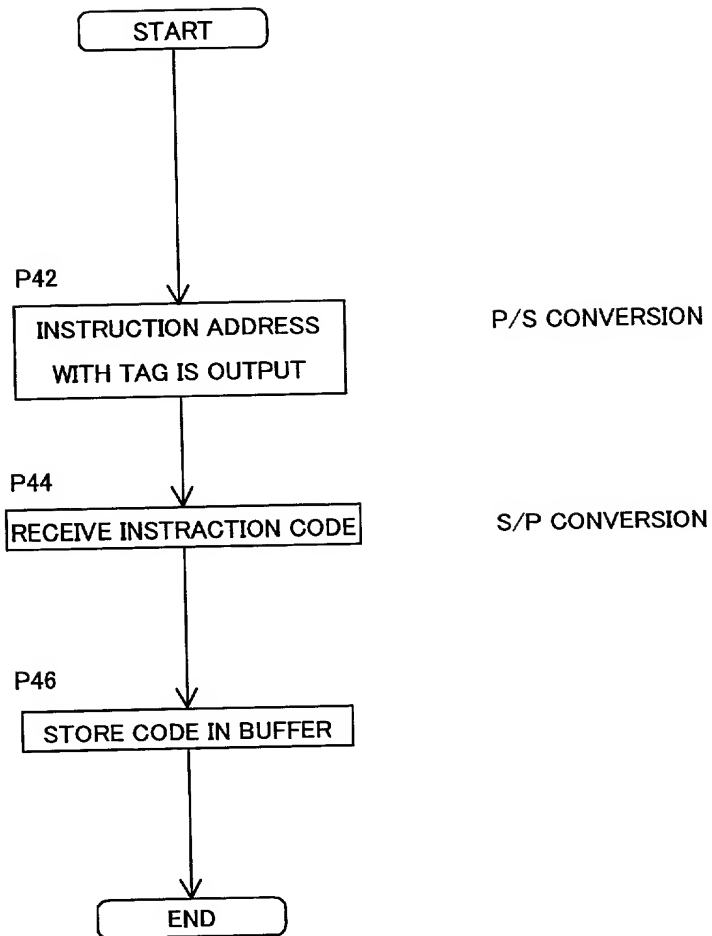 START
P42
INSTRUCTION ADDRESS
WITH TAG IS OUTPUT
P/S CONVERSION
P44
RECEIVE INSTRACTION CODE
S/P CONVERSION
P46
STORE CODE IN BUFFER
END